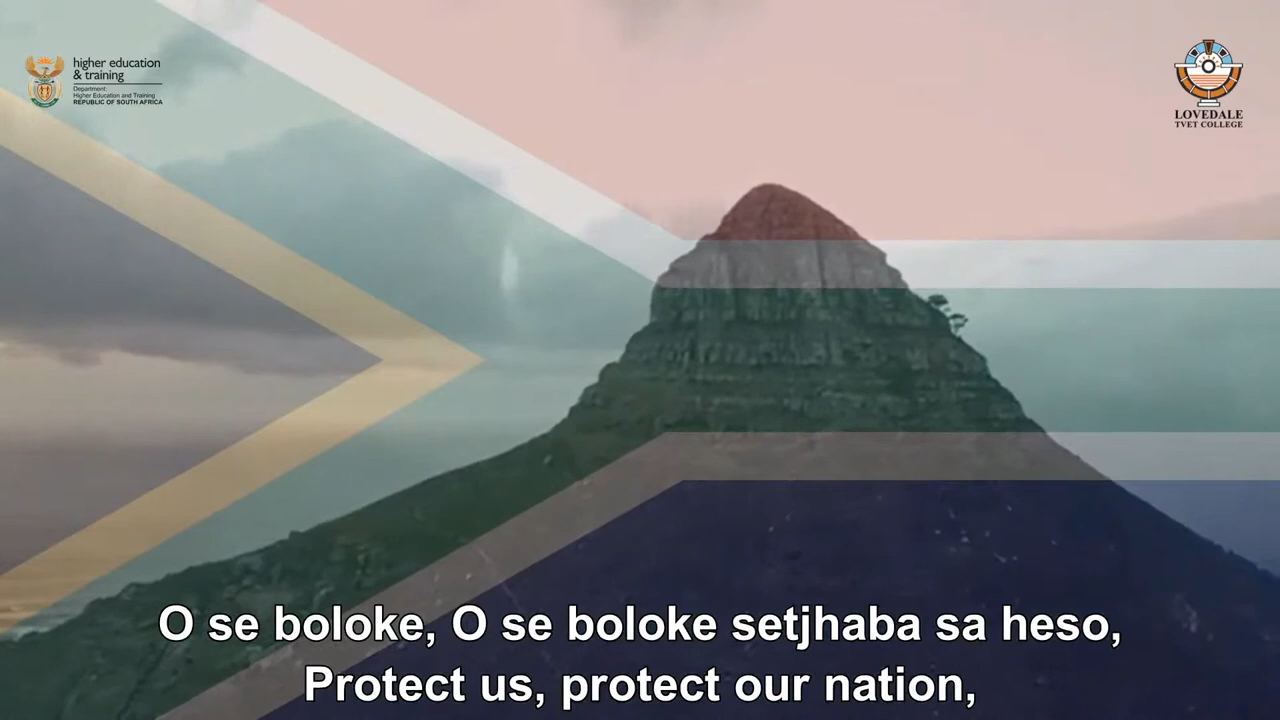 higher education
& training
Department:
Higher Education and Training
REPUBLIC OF SOUTH AFRICA
LOVEDALE
TVET COLLEGE
O se boloke, O se boloke setjhaba sa heso,
Protect us, protect our nation,